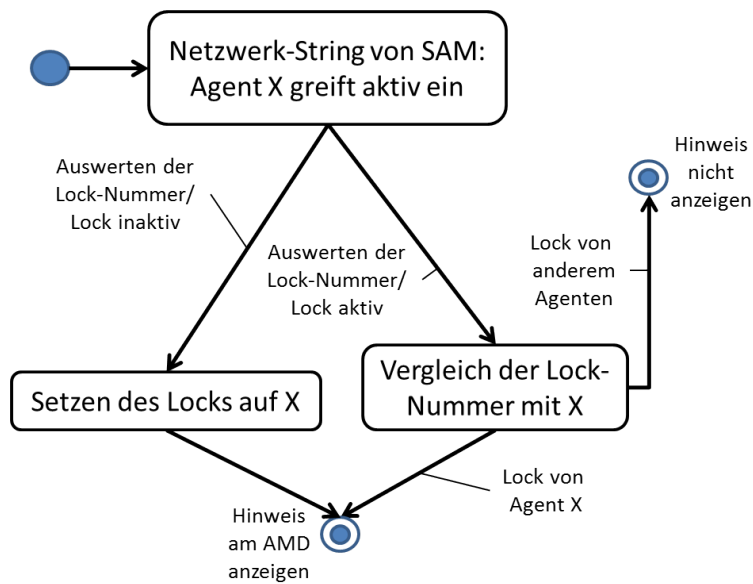 Netzwerk-String von SAM:
Agent X greift aktiv ein
Hinweis
nicht
anzeigen
Auswerten der
Lock-Nummer/
Lock inaktiv
Auswerten der
Lock-Nummer/
Lock aktiv
Lock von
anderem
Agenten
Setzen des Locks auf X
Vergleich der Lock-
Nummer mit X
Lock von
Agent X
Hinweis
am AMD
anzeigen